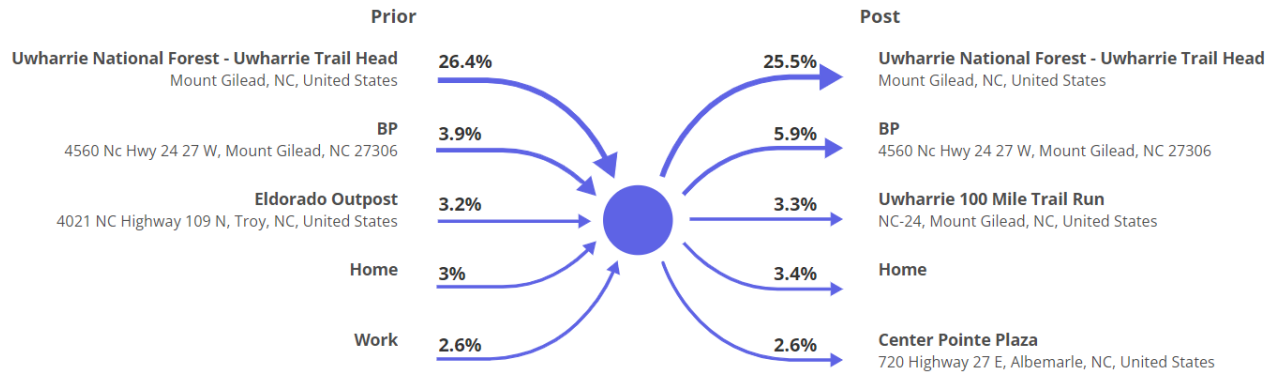 Prior
Post
Uwharrie National Forest - Uwharrie Trail Head
Mount Gilead, NC, United States
26.4%
25.5%
Uwharrie National Forest - Uwharrie Trail Head
Mount Gilead, NC, United States
BP
4560 Nc Hwy 24 27 W, Mount Gilead, NC 27306
3.9%
5.9%
BP
4560 Nc Hwy 24 27 W, Mount Gilead, NC 27306
Eldorado Outpost
4021 NC Highway 109 N, Troy, NC, United States
3.2%
3.3%
Uwharrie 100 Mile Trail Run
NC-24, Mount Gilead, NC, United States
Home
3%
3.4%
Home
Work
2.6%
2.6%
Center Pointe Plaza
720 Highway 27 E, Albemarle, NC, United States